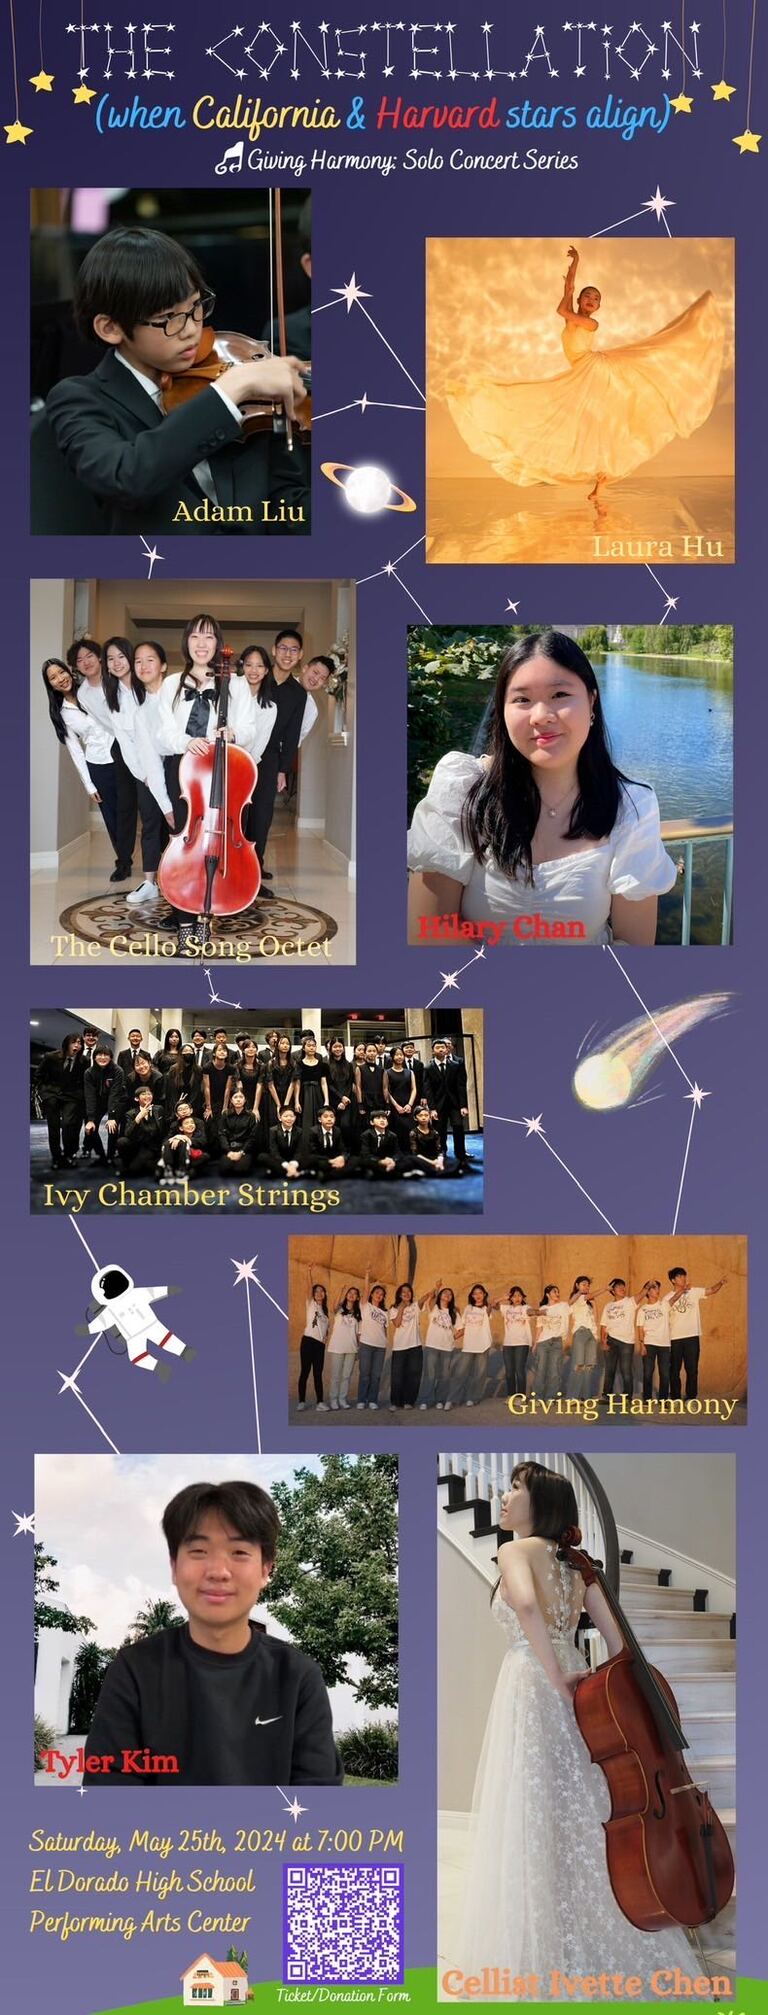 THE CONSTELLATION
(when California & Harvard stars align)
Giving Harmony: Solo Concert Series
Adam Liu
Laura Hu
The Cello Song Octet
Hilary Chan
Ivy Chamber Strings
Giving Harmony
Tyler Kim
Saturday, May 25th, 2024 at 7:00 PM
El Dorado High School
Performing Arts Center
Ticket/Donation Form
Cellist Ivette Chen